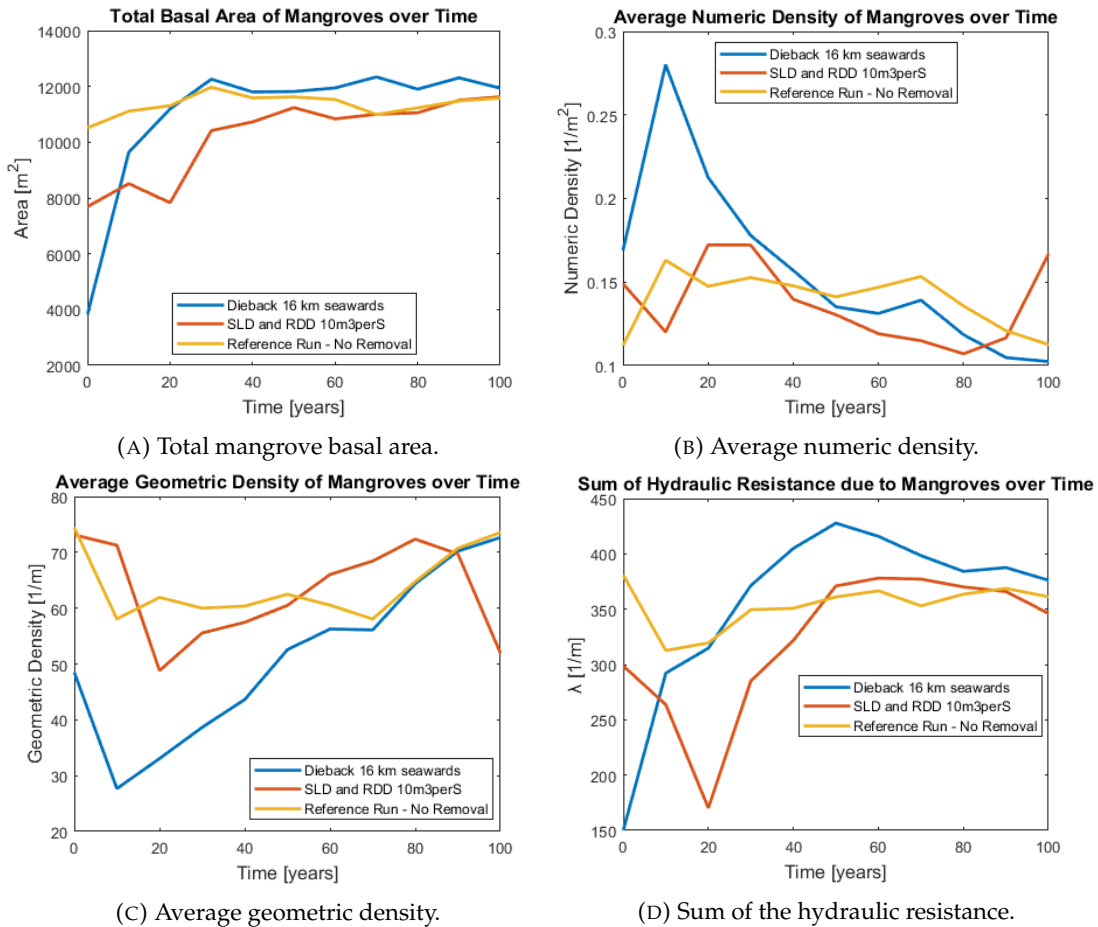 Total Basal Area of Mangroves over Time
14000
12000
10000
8000
6000
4000
2000
Area [m²]
Dieback 16 km seawards
SLD and RDD 10m3perS
Reference Run - No Removal
0 20 40 60 80 100
Time [years]
(A) Total mangrove basal area.
Average Numeric Density of Mangroves over Time
0.3
0.25
0.2
0.15
0.1
Numeric Density [1/m²]
Dieback 16 km seawards
SLD and RDD 10m3perS
Reference Run - No Removal
0 20 40 60 80 100
Time [years]
(B) Average numeric density.
Average Geometric Density of Mangroves over Time
80
70
60
50
40
30
20
Geometric Density [1/m]
Dieback 16 km seawards
SLD and RDD 10m3perS
Reference Run - No Removal
0 20 40 60 80 100
Time [years]
(C) Average geometric density.
Sum of Hydraulic Resistance due to Mangroves over Time
450
400
350
300
250
200
150
λ [1/m]
Dieback 16 km seawards
SLD and RDD 10m3perS
Reference Run - No Removal
0 20 40 60 80 100
Time [years]
(D) Sum of the hydraulic resistance.